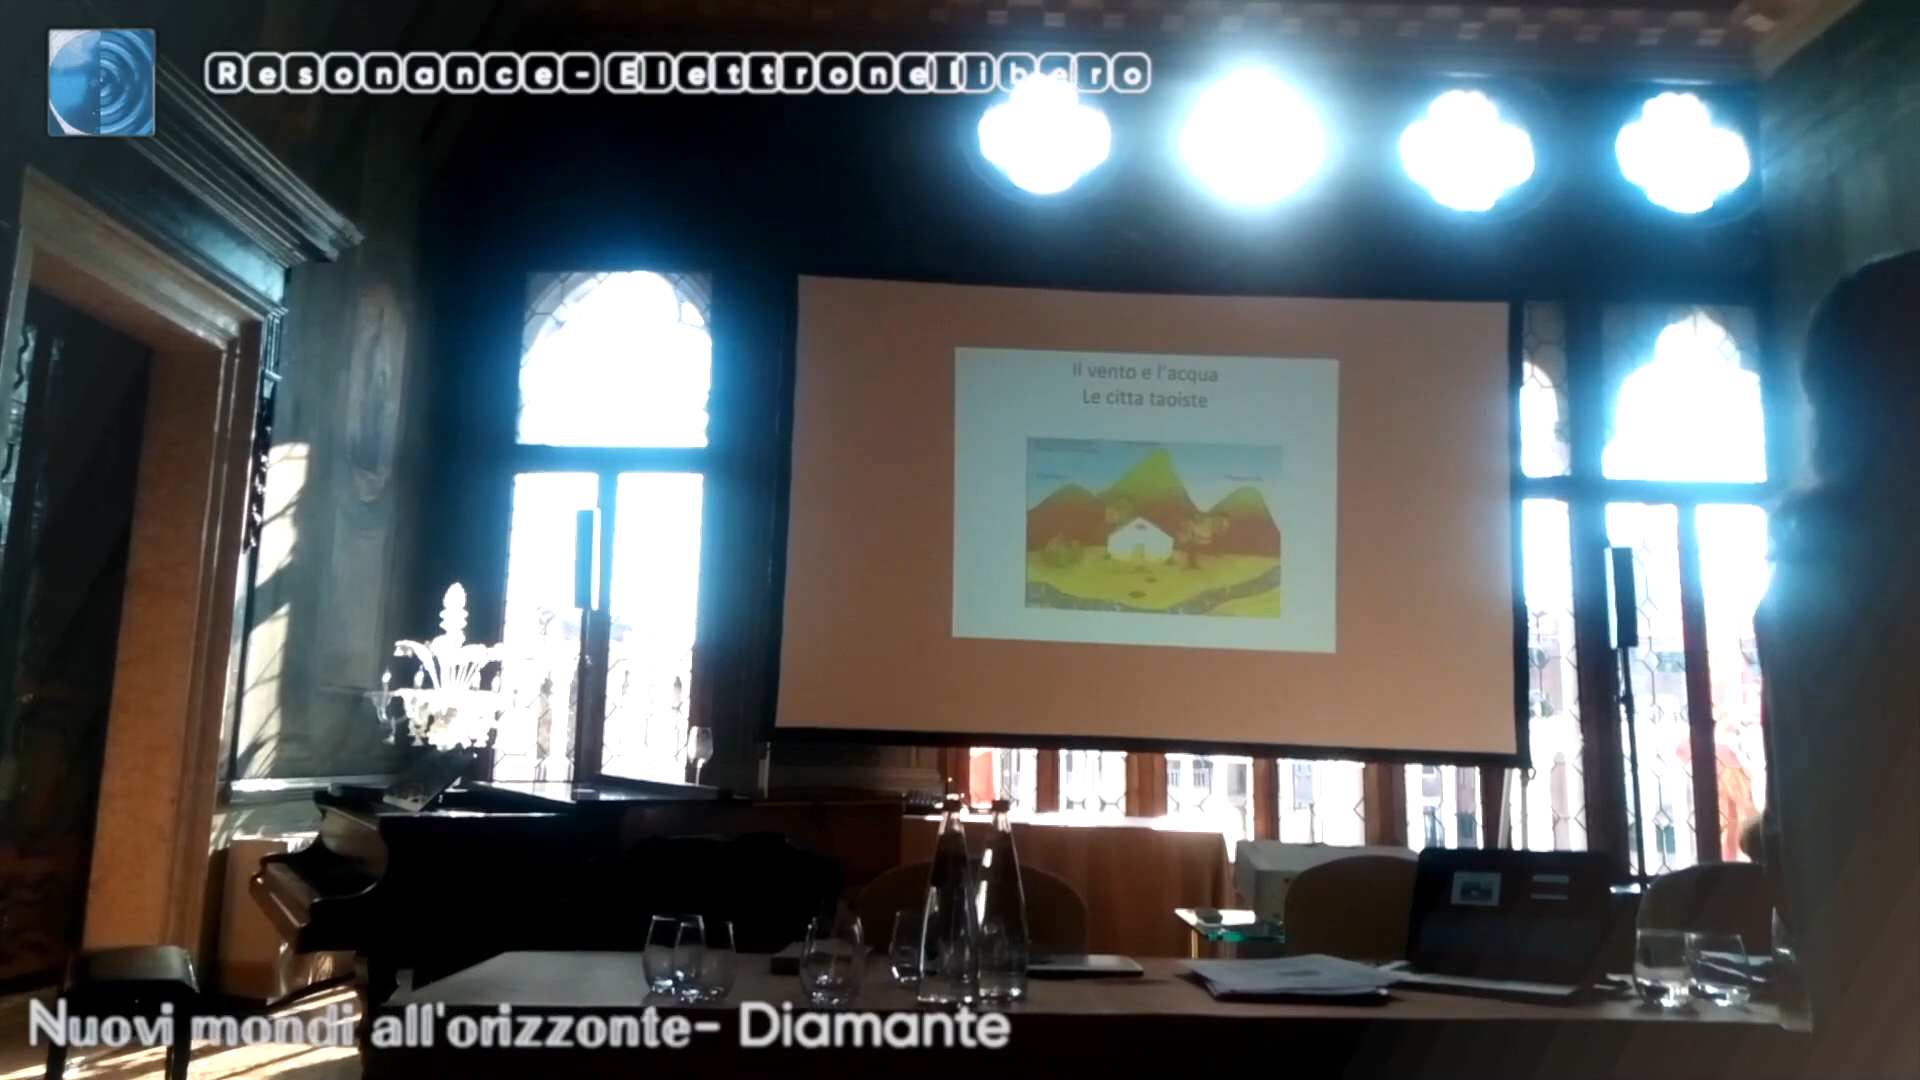 Resonance-Elettronelibero
Il vento e l'acqua
Le citta taoiste
Nuovi mondi all'orizzonte- Diamante